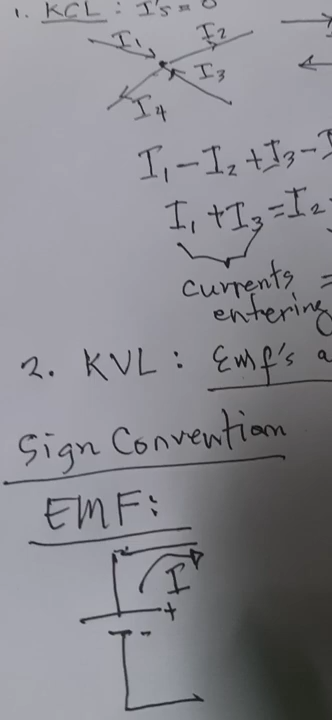 1. KCL : I's = 0
I₁ I₂
I₃
I₄
I₁ - I₂ + I₃ -
I₁ + I₃ = I₂
currents =
entering
2. KVL : Emf's
Sign Convention
EMF:
I
+
-